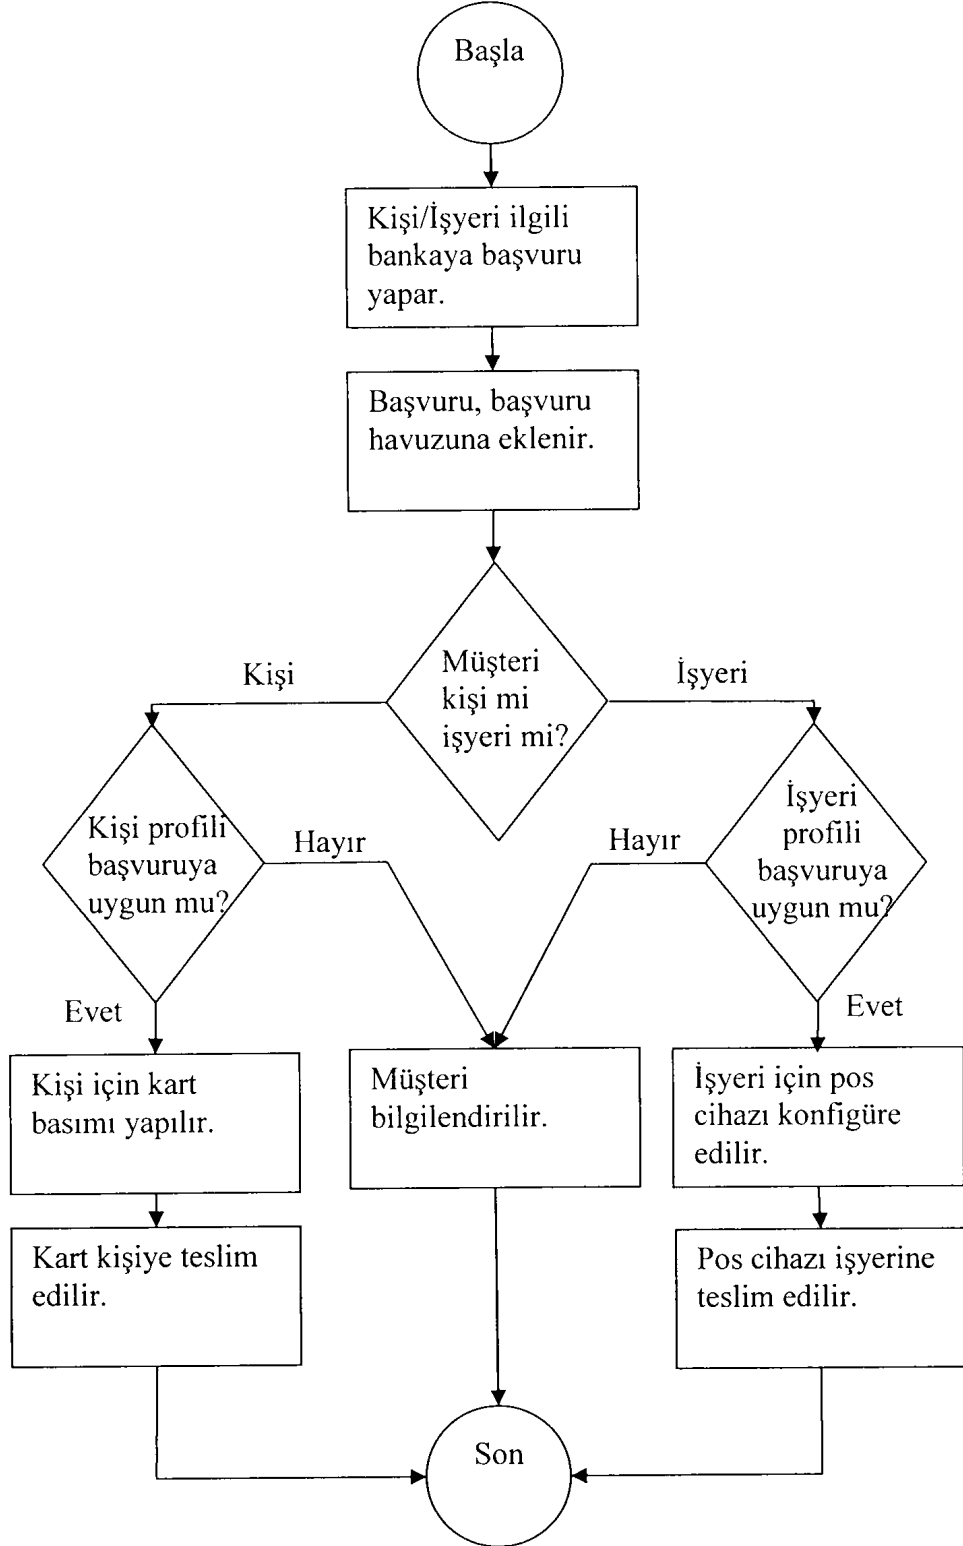 Başla
Kişi/İşyeri ilgili
bankaya başvuru
yapar.
Başvuru, başvuru
havuzuna eklenir.
Müşteri
kişi mi
işyeri mi?
Kişi
İşyeri
Kişi profili
başvuruya
uygun mu?
Hayır
Hayır
İşyeri
profili
başvuruya
uygun mu?
Evet
Evet
Kişi için kart
basımı yapılır.
Müşteri
bilgilendirilir.
İşyeri için pos
cihazı konfigüre
edilir.
Kart kişiye teslim
edilir.
Pos cihazı işyerine
teslim edilir.
Son